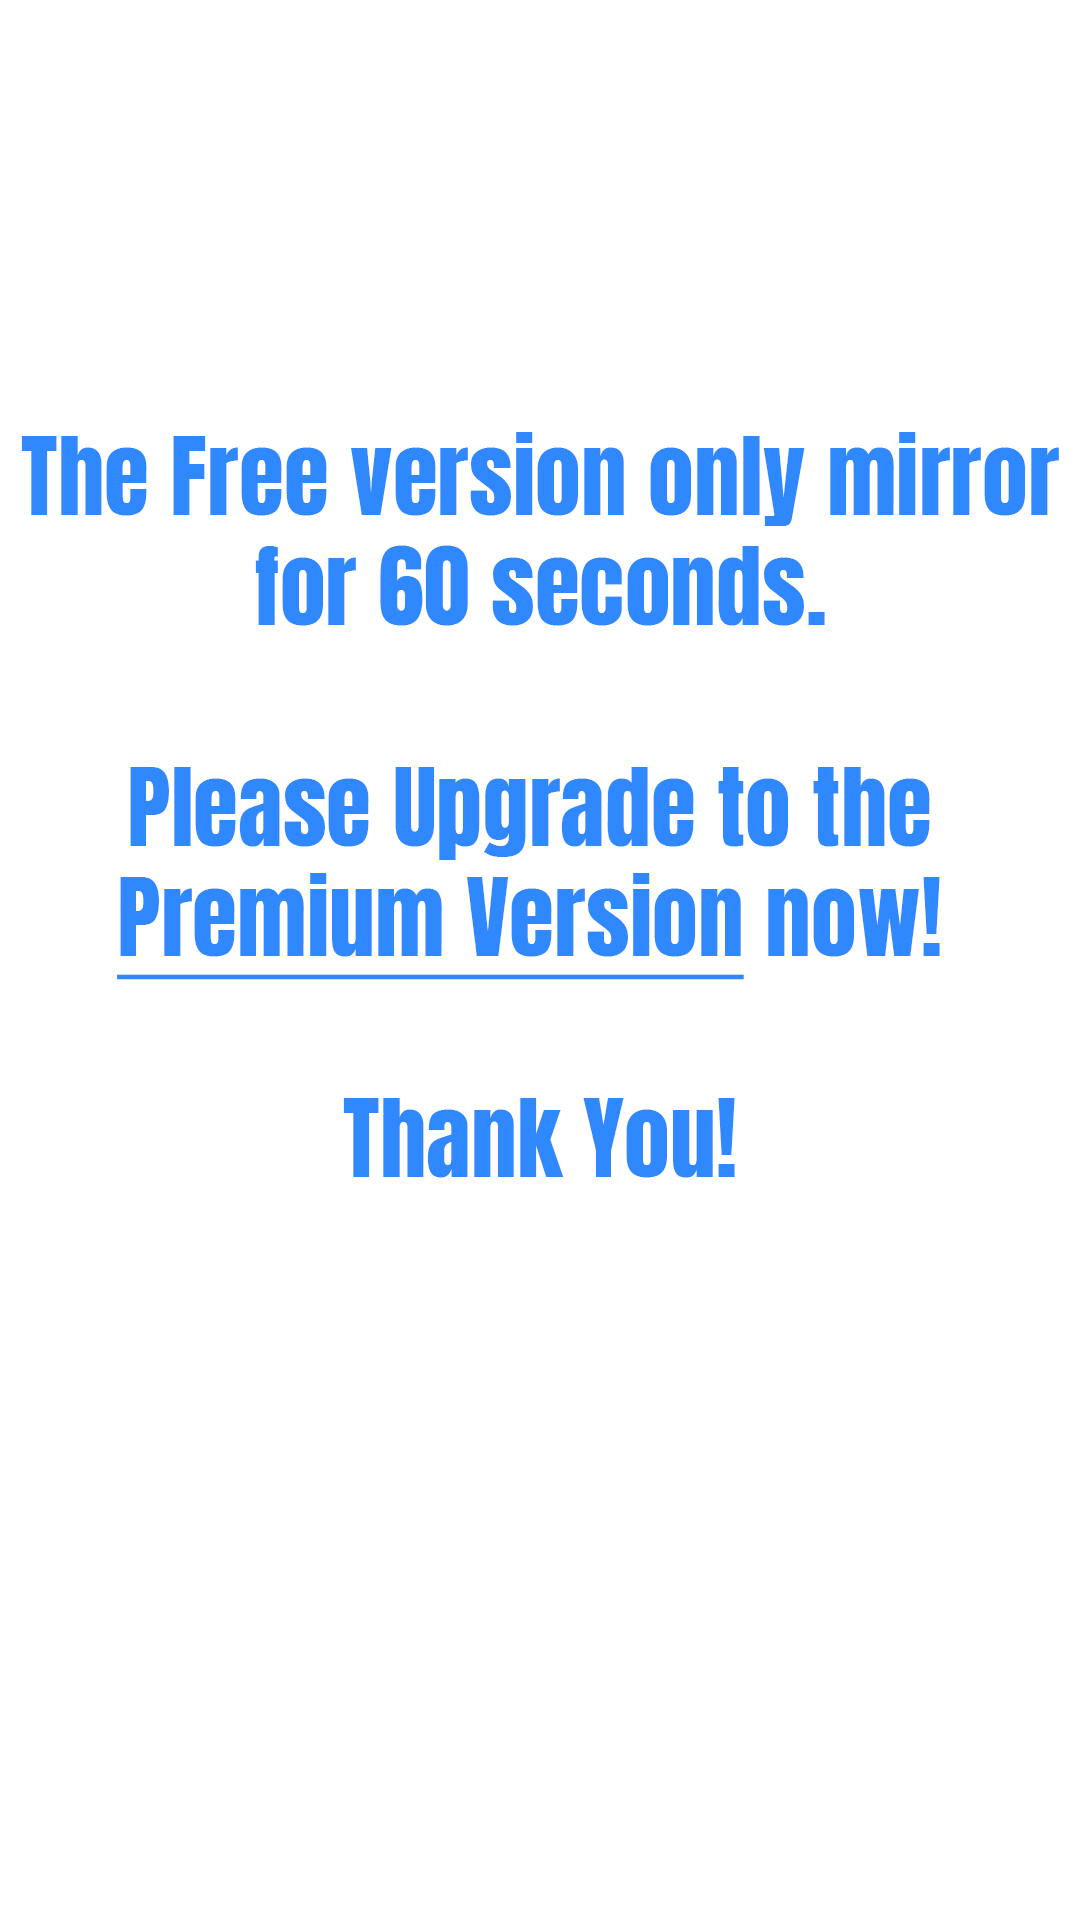 The Free version only mirror
for 60 seconds.
Please Upgrade to the
Premium Version now!
Thank You!